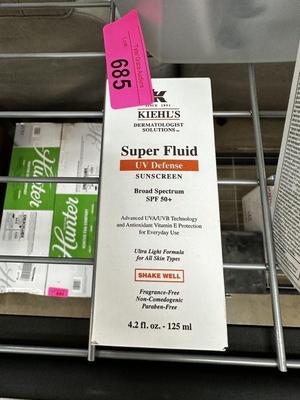 Lot
685
K
SINCE 1851
KIEHL'S
DERMATOLOGIST
SOLUTIONS™
Super Fluid
UV Defense
SUNSCREEN
Broad Spectrum
SPF 50+
Advanced UVA/UVB Technology
and Antioxidant Vitamin E Protection
for Everyday Use
Ultra Light Formula
for All Skin Types
SHAKE WELL
Fragrance-Free
Non-Comedogenic
Paraben-Free
4.2 fl. oz. - 125 ml
Hunter
Hunter